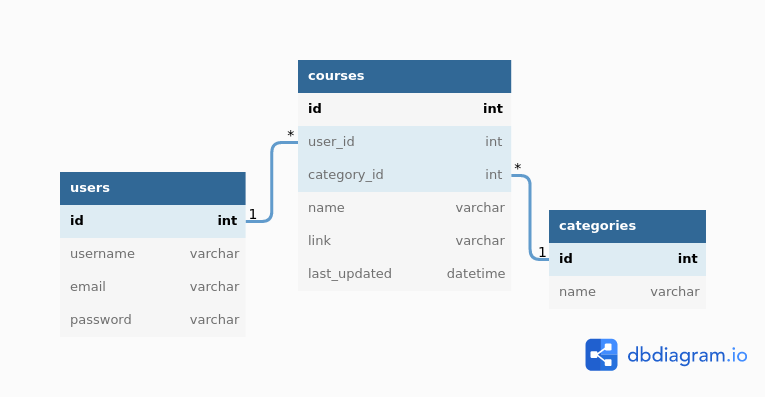 users
id int
username varchar
email varchar
password varchar
1
*
courses
id int
user_id int
category_id int
name varchar
link varchar
last_updated datetime
*
1
categories
id int
name varchar
dbdiagram.io